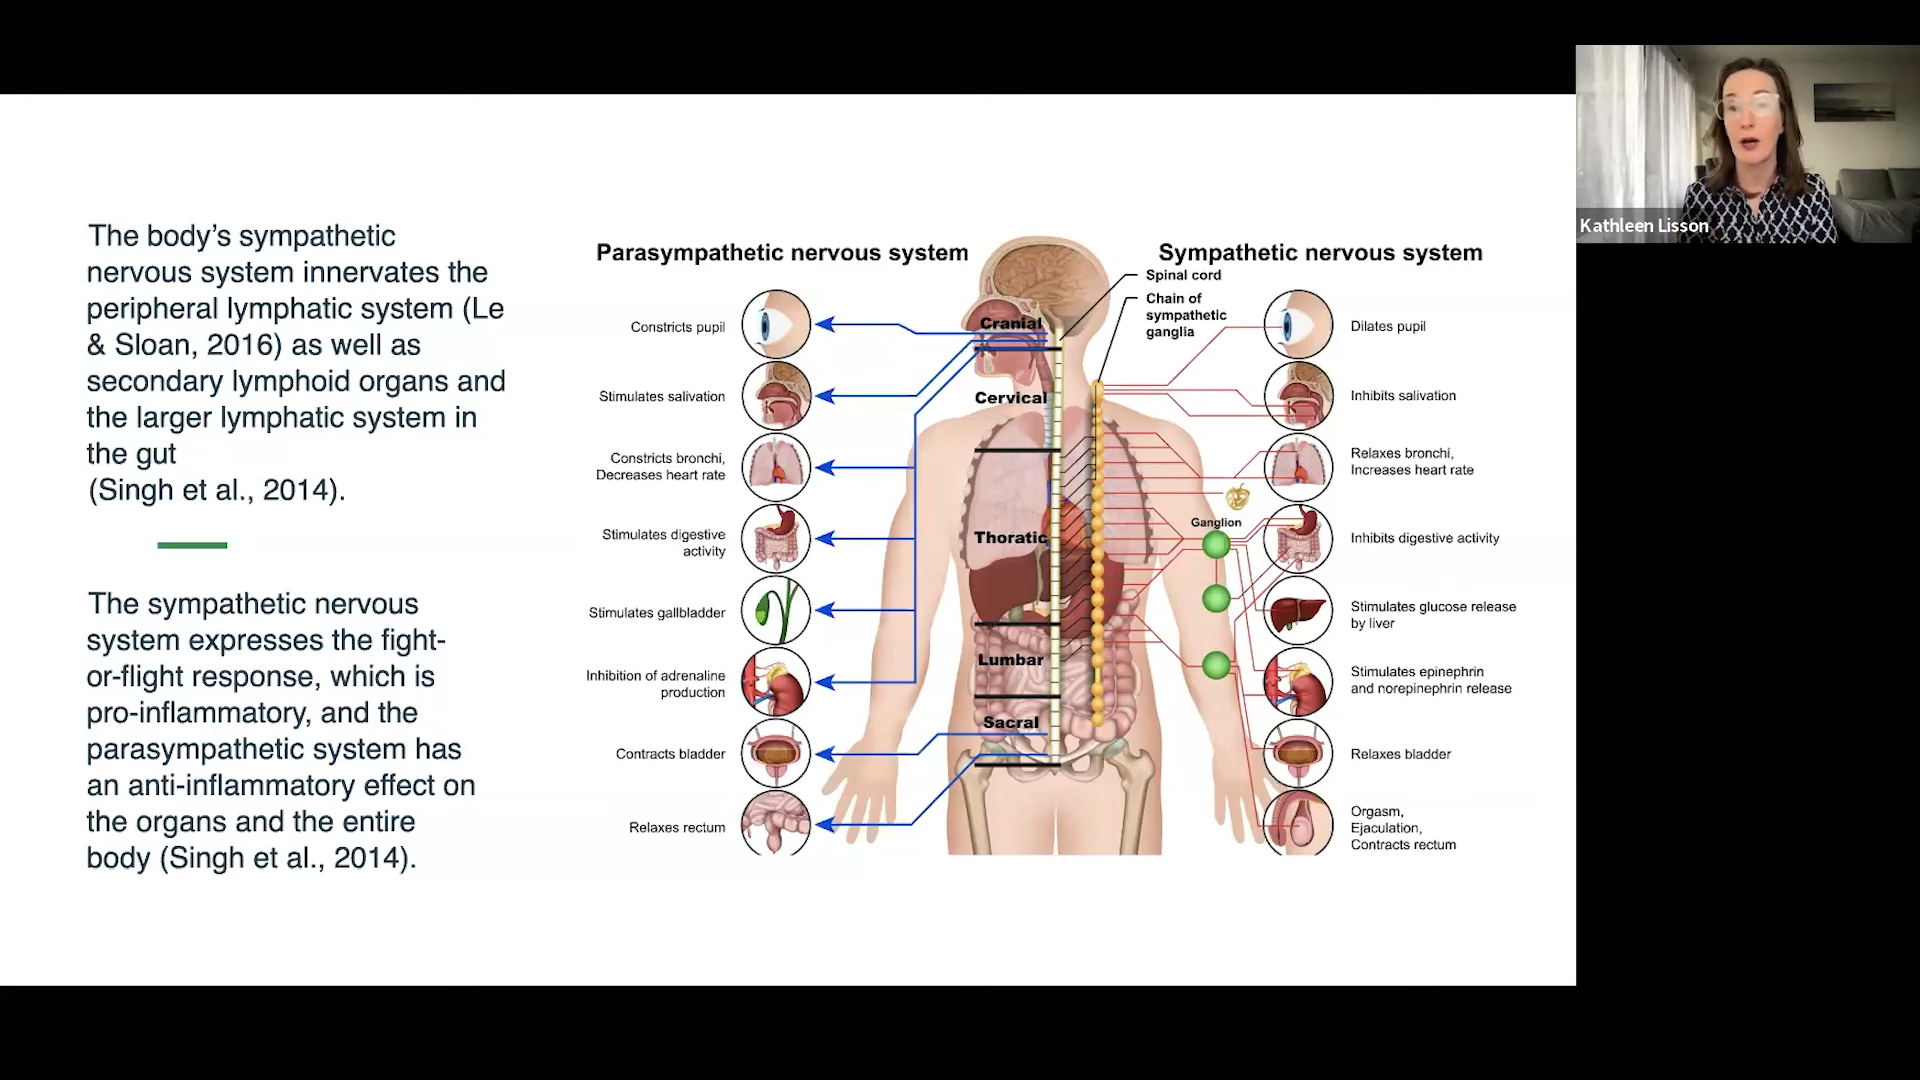 The body’s sympathetic
nervous system innervates the
peripheral lymphatic system (Le
& Sloan, 2016) as well as
secondary lymphoid organs and
the larger lymphatic system in
the gut
(Singh et al., 2014).
The sympathetic nervous
system expresses the fight-
or-flight response, which is
pro-inflammatory, and the
parasympathetic system has
an anti-inflammatory effect on
the organs and the entire
body (Singh et al., 2014).
Parasympathetic nervous system
Constricts pupil
Stimulates salivation
Constricts bronchi,
Decreases heart rate
Stimulates digestive
activity
Stimulates gallbladder
Inhibition of adrenaline
production
Contracts bladder
Relaxes rectum
Cranial
Cervical
Thoratic
Lumbar
Sacral
Sympathetic nervous system
Spinal cord
Chain of
sympathetic
ganglia
Ganglion
Dilates pupil
Inhibits salivation
Relaxes bronchi,
Increases heart rate
Inhibits digestive activity
Stimulates glucose release
by liver
Stimulates epinephrin
and norepinephrin release
Relaxes bladder
Orgasm,
Ejaculation,
Contracts rectum
Kathleen Lisson